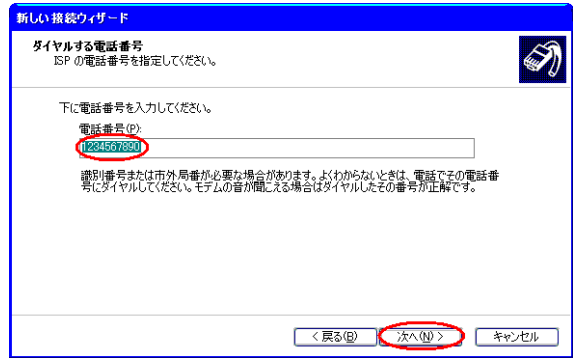 新しい接続ウィザード
ダイヤルする電話番号
ISP の電話番号を指定してください。
下に電話番号を入力してください。
電話番号(P):
1234567890
識別番号または市外局番が必要な場合があります。よくわからないときは、電話でその電話番
号にダイヤルしてください。モデムの音が聞こえる場合はダイヤルしたその番号が正解です。
< 戻る(B)
次へ(N) >
キャンセル